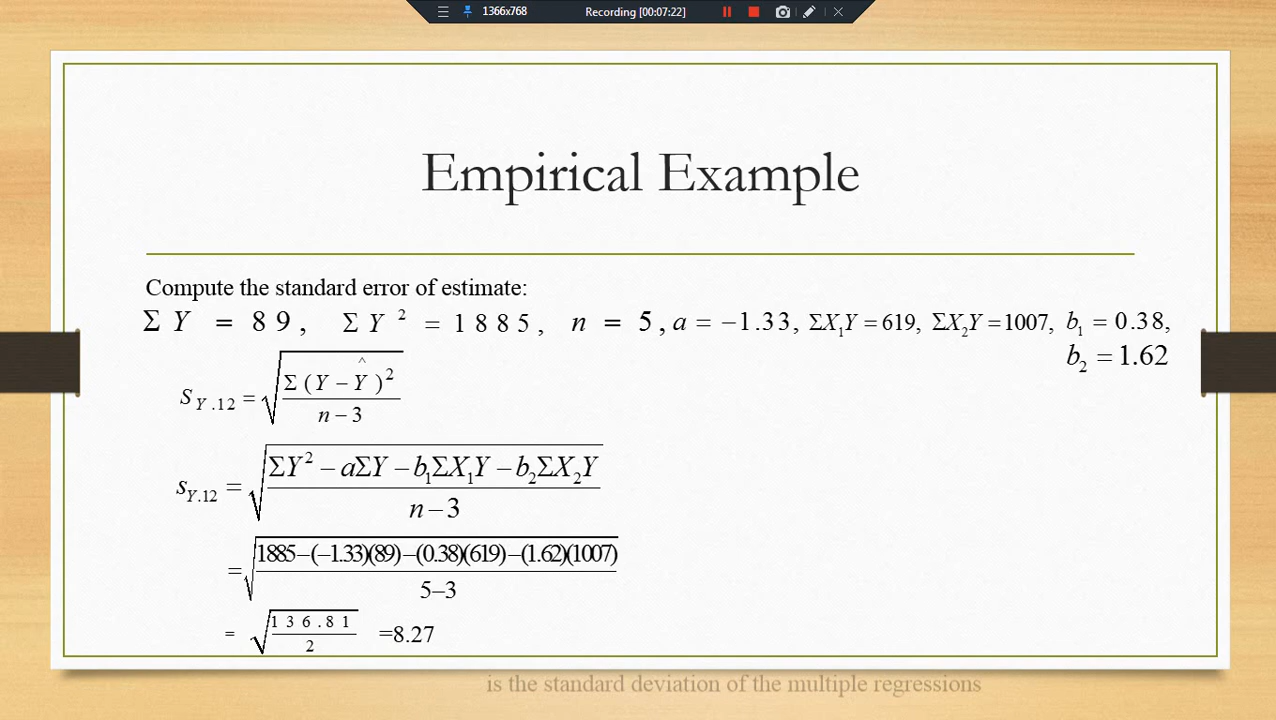 1366x768 Recording [00:07:22]
Empirical Example
Compute the standard error of estimate:
ΣY = 89, ΣY² = 1885, n = 5, a = −1.33, ΣX₁Y = 619, ΣX₂Y = 1007, b₁ = 0.38,
b₂ = 1.62
S_Y.12 = √(Σ(Y − Ŷ)² / n − 3)
s_Y.12 = √(ΣY² − aΣY − b₁ΣX₁Y − b₂ΣX₂Y / n − 3)
= √(1885−(−1.33)(89)−(0.38)(619)−(1.62)(1007) / 5−3)
= √(136.81 / 2) =8.27
is the standard deviation of the multiple regressions